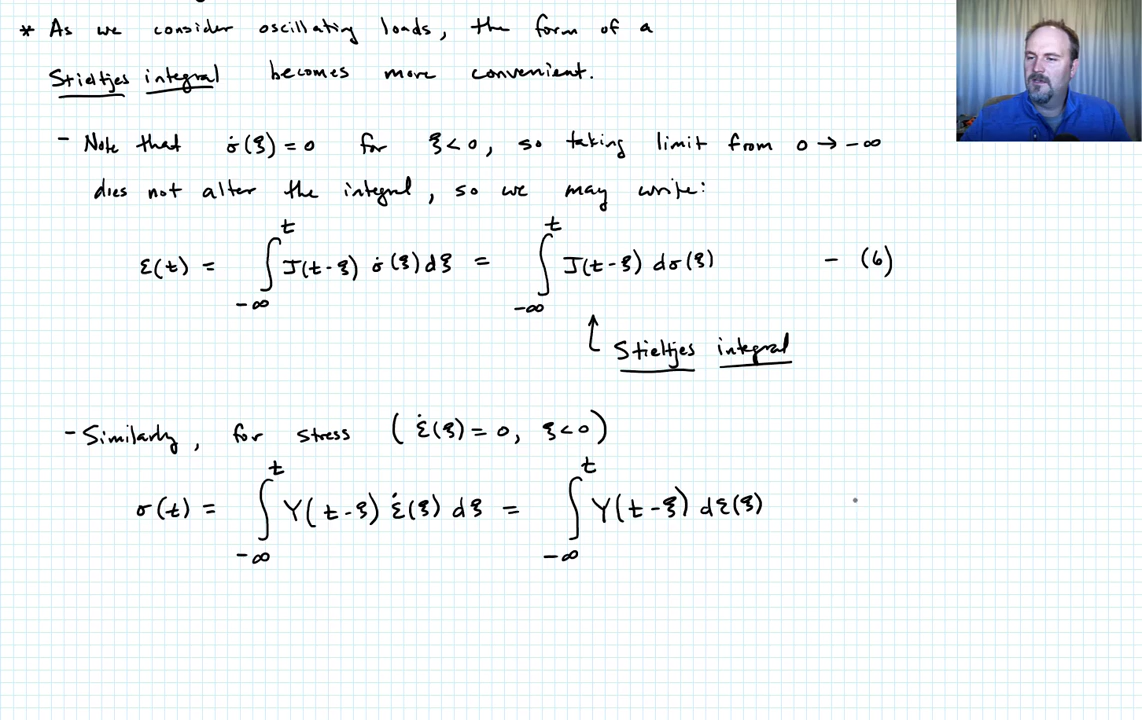 * As we consider oscillating loads, the form of a
Stieltjes integral becomes more convenient.
- Note that σ̇(ξ) = 0 for ξ < 0, so taking limit from 0 → -∞
does not alter the integral, so we may write:
ε(t) = ∫_{-∞}^{t} J(t-ξ) σ̇(ξ) dξ = ∫_{-∞}^{t} J(t-ξ) dσ(ξ) - (6)
Stieltjes integral
- Similarly, for stress (ε̇(ξ) = 0, ξ < 0)
σ(t) = ∫_{-∞}^{t} Y(t-ξ) ε̇(ξ) dξ = ∫_{-∞}^{t} Y(t-ξ) dε(ξ)